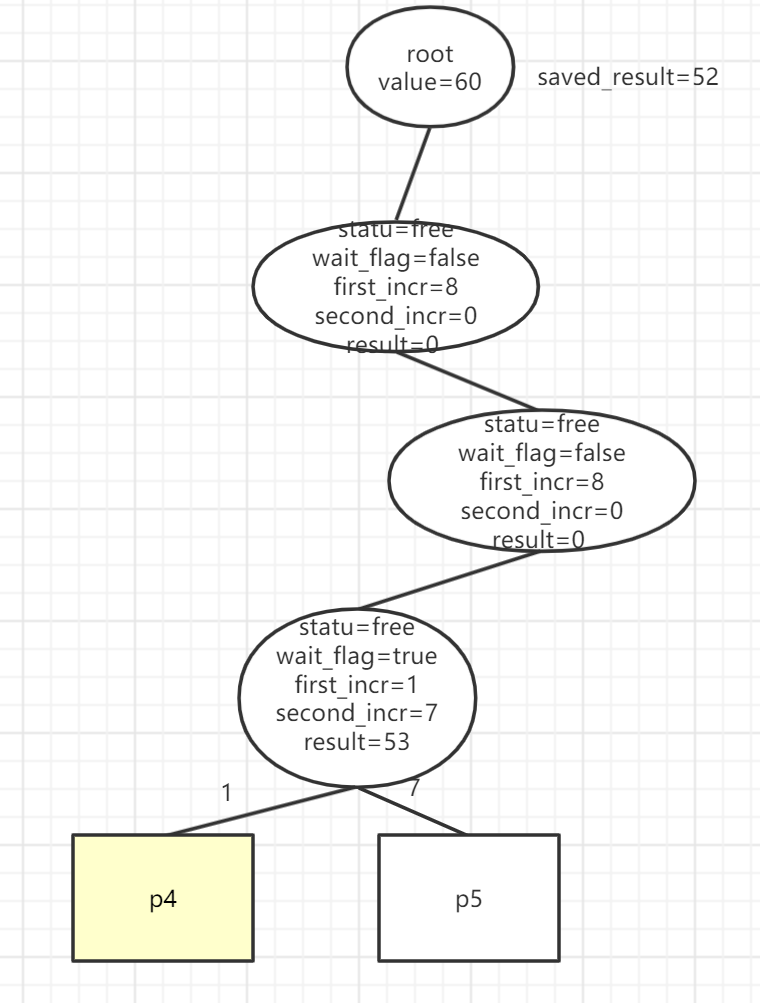 root
value=60
saved_result=52
statu=free
wait_flag=false
first_incr=8
second_incr=0
result=0
statu=free
wait_flag=false
first_incr=8
second_incr=0
result=0
statu=free
wait_flag=true
first_incr=1
second_incr=7
result=53
1
7
p4
p5